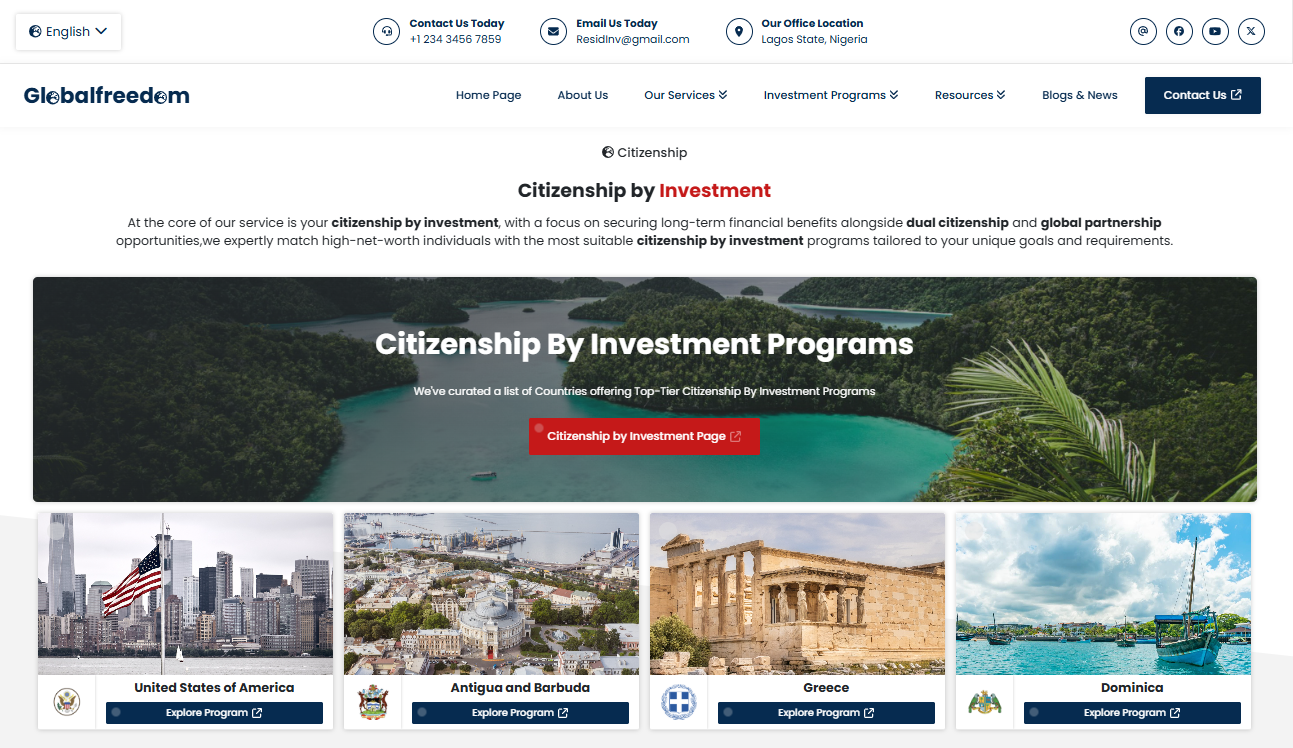 English
Contact Us Today
+1 234 3456 7859
Email Us Today
ResidInv@gmail.com
Our Office Location
Lagos State, Nigeria
Globalfreedom
Home Page
About Us
Our Services
Investment Programs
Resources
Blogs & News
Contact Us
Citizenship
Citizenship by Investment
At the core of our service is your citizenship by investment, with a focus on securing long-term financial benefits alongside dual citizenship and global partnership
opportunities,we expertly match high-net-worth individuals with the most suitable citizenship by investment programs tailored to your unique goals and requirements.
Citizenship By Investment Programs
We've curated a list of Countries offering Top-Tier Citizenship By Investment Programs
Citizenship by Investment Page
United States of America
Explore Program
Antigua and Barbuda
Explore Program
Greece
Explore Program
Dominica
Explore Program